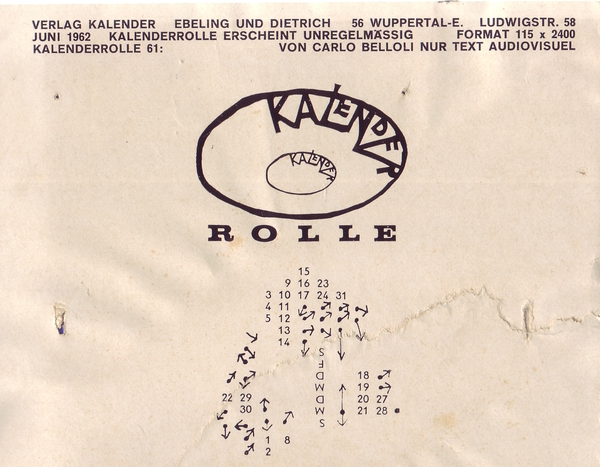 VERLAG KALENDER EBELING UND DIETRICH 56 WUPPERTAL-E. LUDWIGSTR. 58
JUNI 1962 KALENDERROLLE ERSCHEINT UNREGELMÄSSIG FORMAT 115 x 2400
KALENDERROLLE 61: VON CARLO BELLOLI NUR TEXT AUDIOVISUEL
KALENDER
KALENDER
ROLLE
15
9 16 23
3 10 17 24 31
4 11
5 12
13
14
S
F
D 18
M 19
22 29 D 20 27
30 M 21 28
S
1 8
2